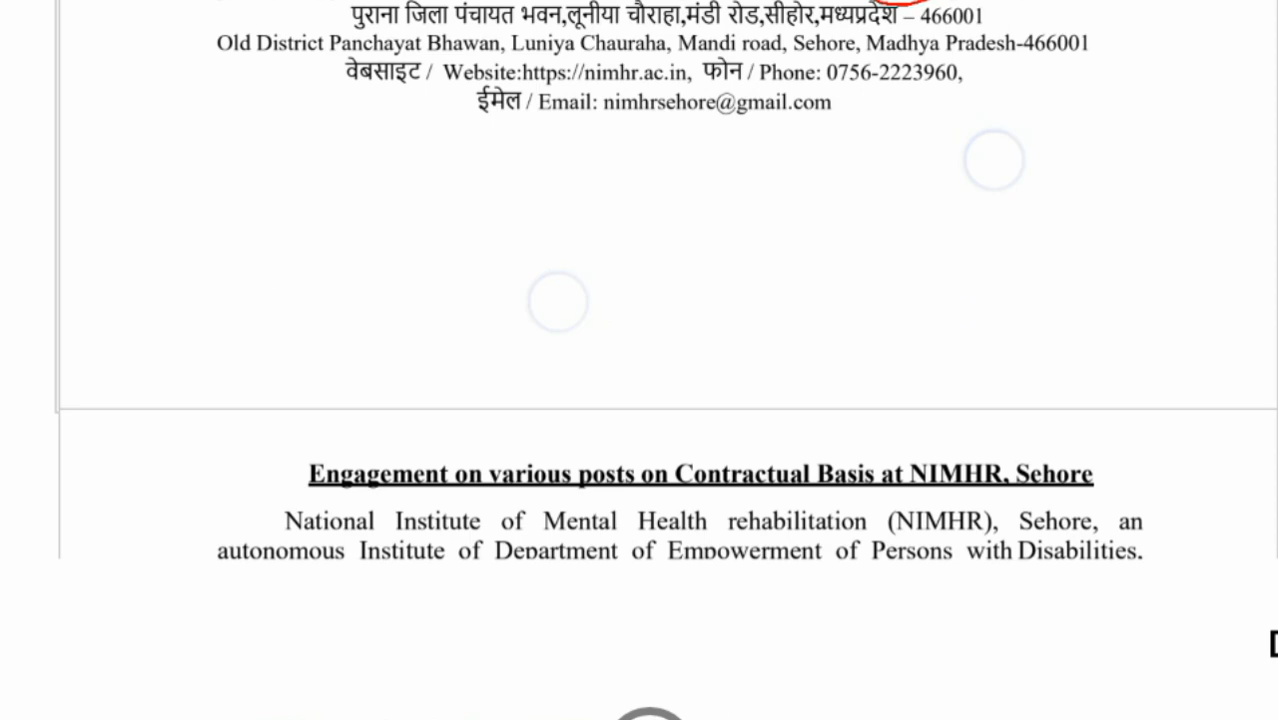 पुराना जिला पंचायत भवन,लूनीया चौराहा,मंडी रोड,सीहोर,मध्यप्रदेश – 466001
Old District Panchayat Bhawan, Luniya Chauraha, Mandi road, Sehore, Madhya Pradesh-466001
वेबसाइट / Website:https://nimhr.ac.in, फोन / Phone: 0756-2223960,
ईमेल / Email: nimhrsehore@gmail.com
Engagement on various posts on Contractual Basis at NIMHR, Sehore
National Institute of Mental Health rehabilitation (NIMHR), Sehore, an
autonomous Institute of Department of Empowerment of Persons with Disabilities,